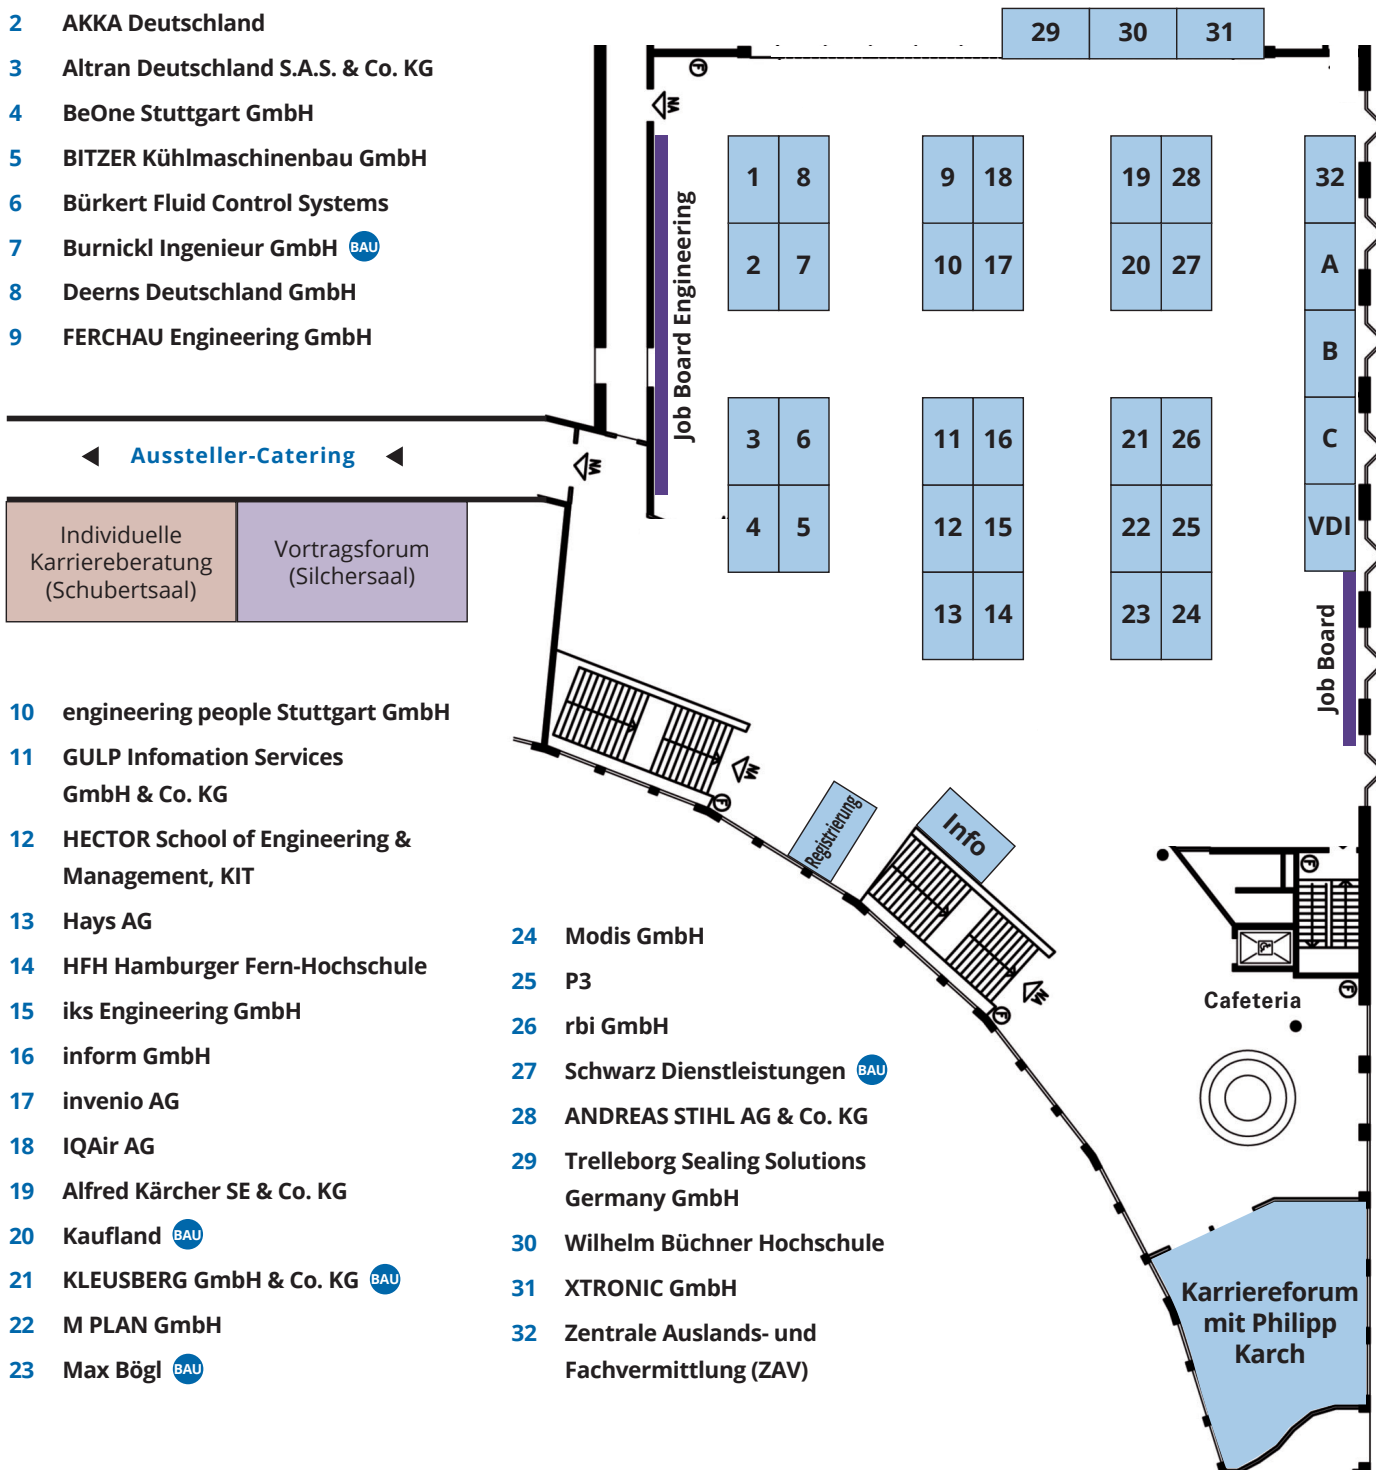 2 AKKA Deutschland
3 Altran Deutschland S.A.S. & Co. KG
4 BeOne Stuttgart GmbH
5 BITZER Kühlmaschinenbau GmbH
6 Bürkert Fluid Control Systems
7 Burnickl Ingenieur GmbH BAU
8 Deerns Deutschland GmbH
9 FERCHAU Engineering GmbH
Aussteller-Catering
Individuelle
Karriereberatung
(Schubertsaal)
Vortragsforum
(Silchersaal)
10 engineering people Stuttgart GmbH
11 GULP Infomation Services
GmbH & Co. KG
12 HECTOR School of Engineering &
Management, KIT
13 Hays AG
14 HFH Hamburger Fern-Hochschule
15 iks Engineering GmbH
16 inform GmbH
17 invenio AG
18 IQAir AG
19 Alfred Kärcher SE & Co. KG
20 Kaufland BAU
21 KLEUSBERG GmbH & Co. KG BAU
22 M PLAN GmbH
23 Max Bögl BAU
24 Modis GmbH
25 P3
26 rbi GmbH
27 Schwarz Dienstleistungen BAU
28 ANDREAS STIHL AG & Co. KG
29 Trelleborg Sealing Solutions
Germany GmbH
30 Wilhelm Büchner Hochschule
31 XTRONIC GmbH
32 Zentrale Auslands- und
Fachvermittlung (ZAV)
29 30 31
F
NA
Job Board Engineering
1 8 9 18 19 28 32
2 7 10 17 20 27 A
B
3 6 11 16 21 26 C
NA
4 5 12 15 22 25 VDI
13 14 23 24
Job Board
NA
F
Registrierung
Info
F
NA
F
F
Cafeteria
Karriereforum
mit Philipp
Karch